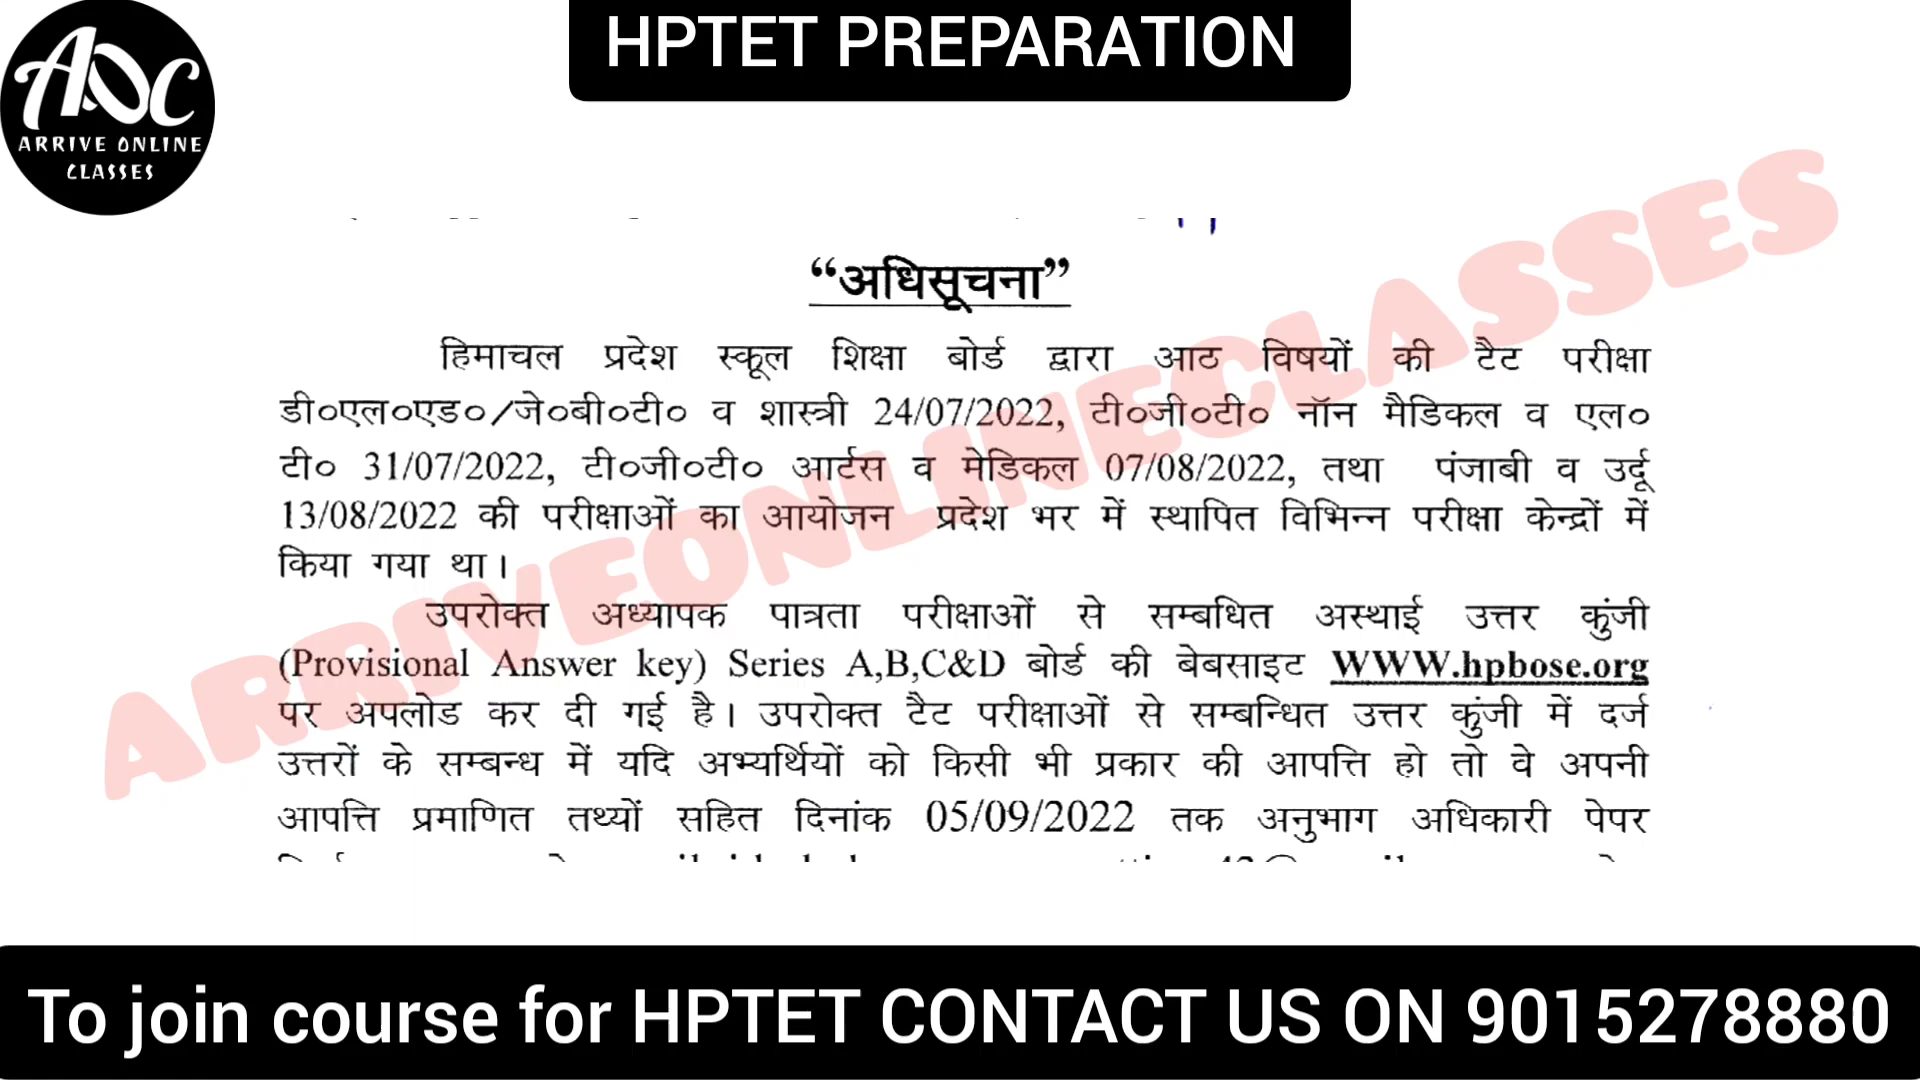 HPTET PREPARATION
AOC
ARRIVE ONLINE
CLASSES
“अधिसूचना”
हिमाचल प्रदेश स्कूल शिक्षा बोर्ड द्वारा आठ विषयों की टैट परीक्षा
डी०एल०एड०/जे०बी०टी० व शास्त्री 24/07/2022, टी०जी०टी० नॉन मैडिकल व एल०
टी० 31/07/2022, टी०जी०टी० आर्टस व मेडिकल 07/08/2022, तथा पंजाबी व उर्दू
13/08/2022 की परीक्षाओं का आयोजन प्रदेश भर में स्थापित विभिन्न परीक्षा केन्द्रों में
किया गया था।
उपरोक्त अध्यापक पात्रता परीक्षाओं से सम्बधित अस्थाई उत्तर कुंजी
(Provisional Answer key) Series A,B,C&D बोर्ड की बेबसाइट WWW.hpbose.org
पर अपलोड कर दी गई है। उपरोक्त टैट परीक्षाओं से सम्बन्धित उत्तर कुंजी में दर्ज
उत्तरों के सम्बन्ध में यदि अभ्यर्थियों को किसी भी प्रकार की आपत्ति हो तो वे अपनी
आपत्ति प्रमाणित तथ्यों सहित दिनांक 05/09/2022 तक अनुभाग अधिकारी पेपर
ARRIVEONLINECLASSES
To join course for HPTET CONTACT US ON 9015278880